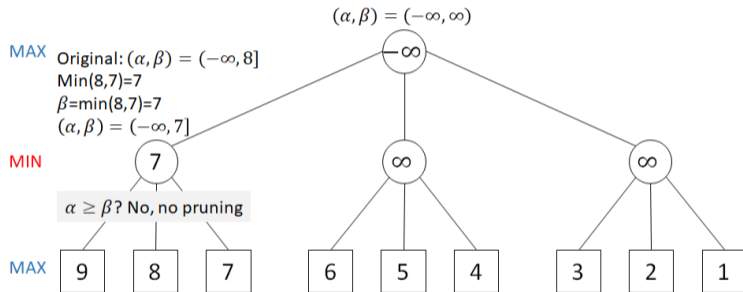 (α,β) = (−∞,∞)
MAX
Original: (α,β) = (−∞, 8]
Min(8,7)=7
β=min(8,7)=7
(α,β) = (−∞, 7]
−∞
MIN
7
∞
∞
α ≥ β? No, no pruning
MAX
9 8 7 6 5 4 3 2 1